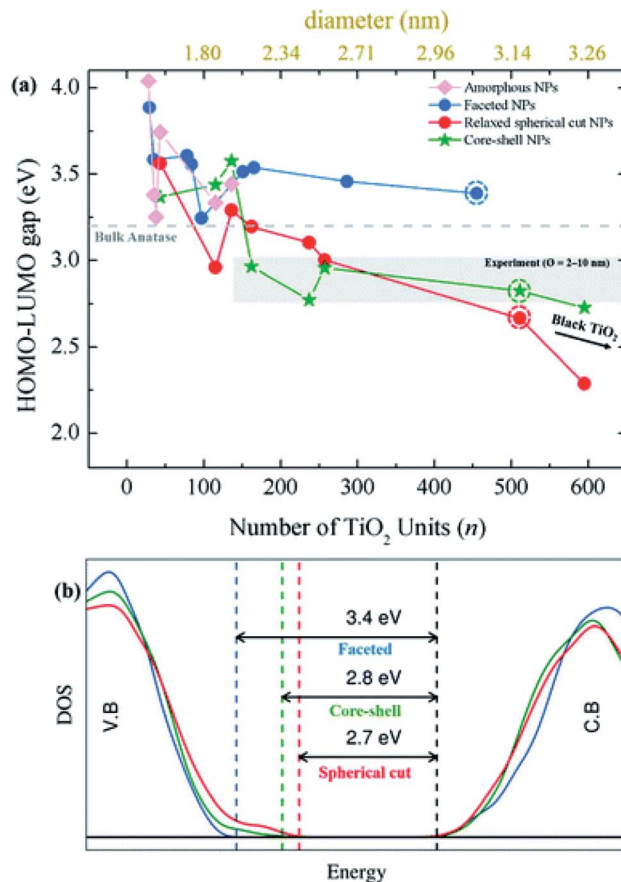 diameter (nm)
1.80 2.34 2.71 2.96 3.14 3.26
(a)
4.0
3.5
3.0
2.5
2.0
HOMO-LUMO gap (eV)
Amorphous NPs
Faceted NPs
Relaxed spherical cut NPs
Core-shell NPs
Bulk Anatase
Experiment (Ø = 2–10 nm)
Black TiO₂
0 100 200 300 400 500 600
Number of TiO₂ Units (n)
(b)
DOS
V.B
C.B
3.4 eV
Faceted
2.8 eV
Core-shell
2.7 eV
Spherical cut
Energy